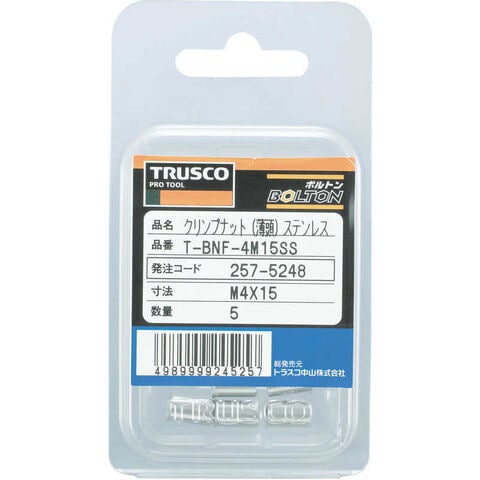 TRUSCO
PRO TOOL
ボルトン
BOLTON
品名 クリンプナット(薄頭)ステンレス
品番 T-BNF-4M15SS
発注コード 257-5248
寸法 M4X15
数量 5
4989999245257
総発売元
トラスコ中山株式会社
TRUSCO